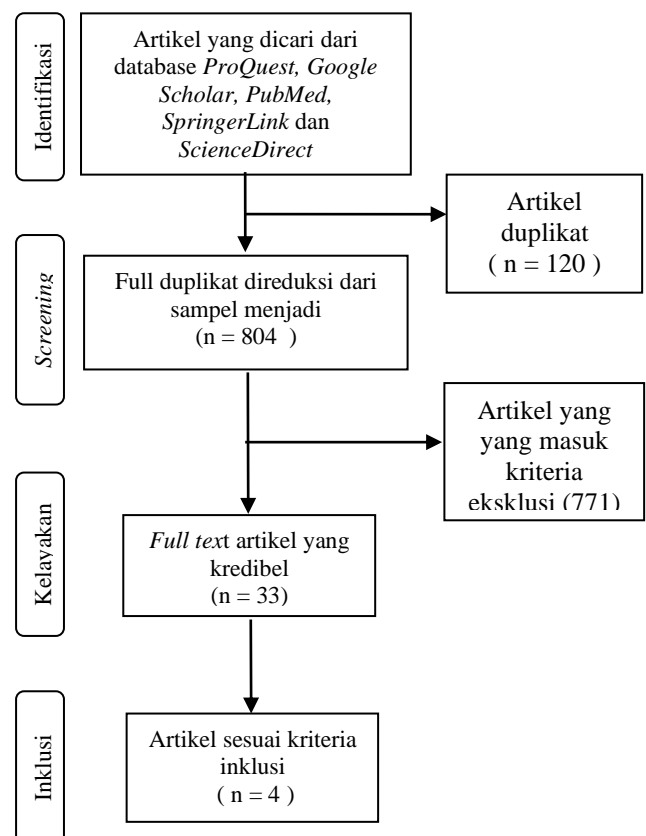 Identifikasi
Artikel yang dicari dari
database ProQuest, Google
Scholar, PubMed,
SpringerLink dan
ScienceDirect
Artikel
duplikat
( n = 120 )
Screening
Full duplikat direduksi dari
sampel menjadi
(n = 804 )
Artikel yang
yang masuk
kriteria
eksklusi (771)
Kelayakan
Full text artikel yang
kredibel
(n = 33)
Inklusi
Artikel sesuai kriteria
inklusi
( n = 4 )